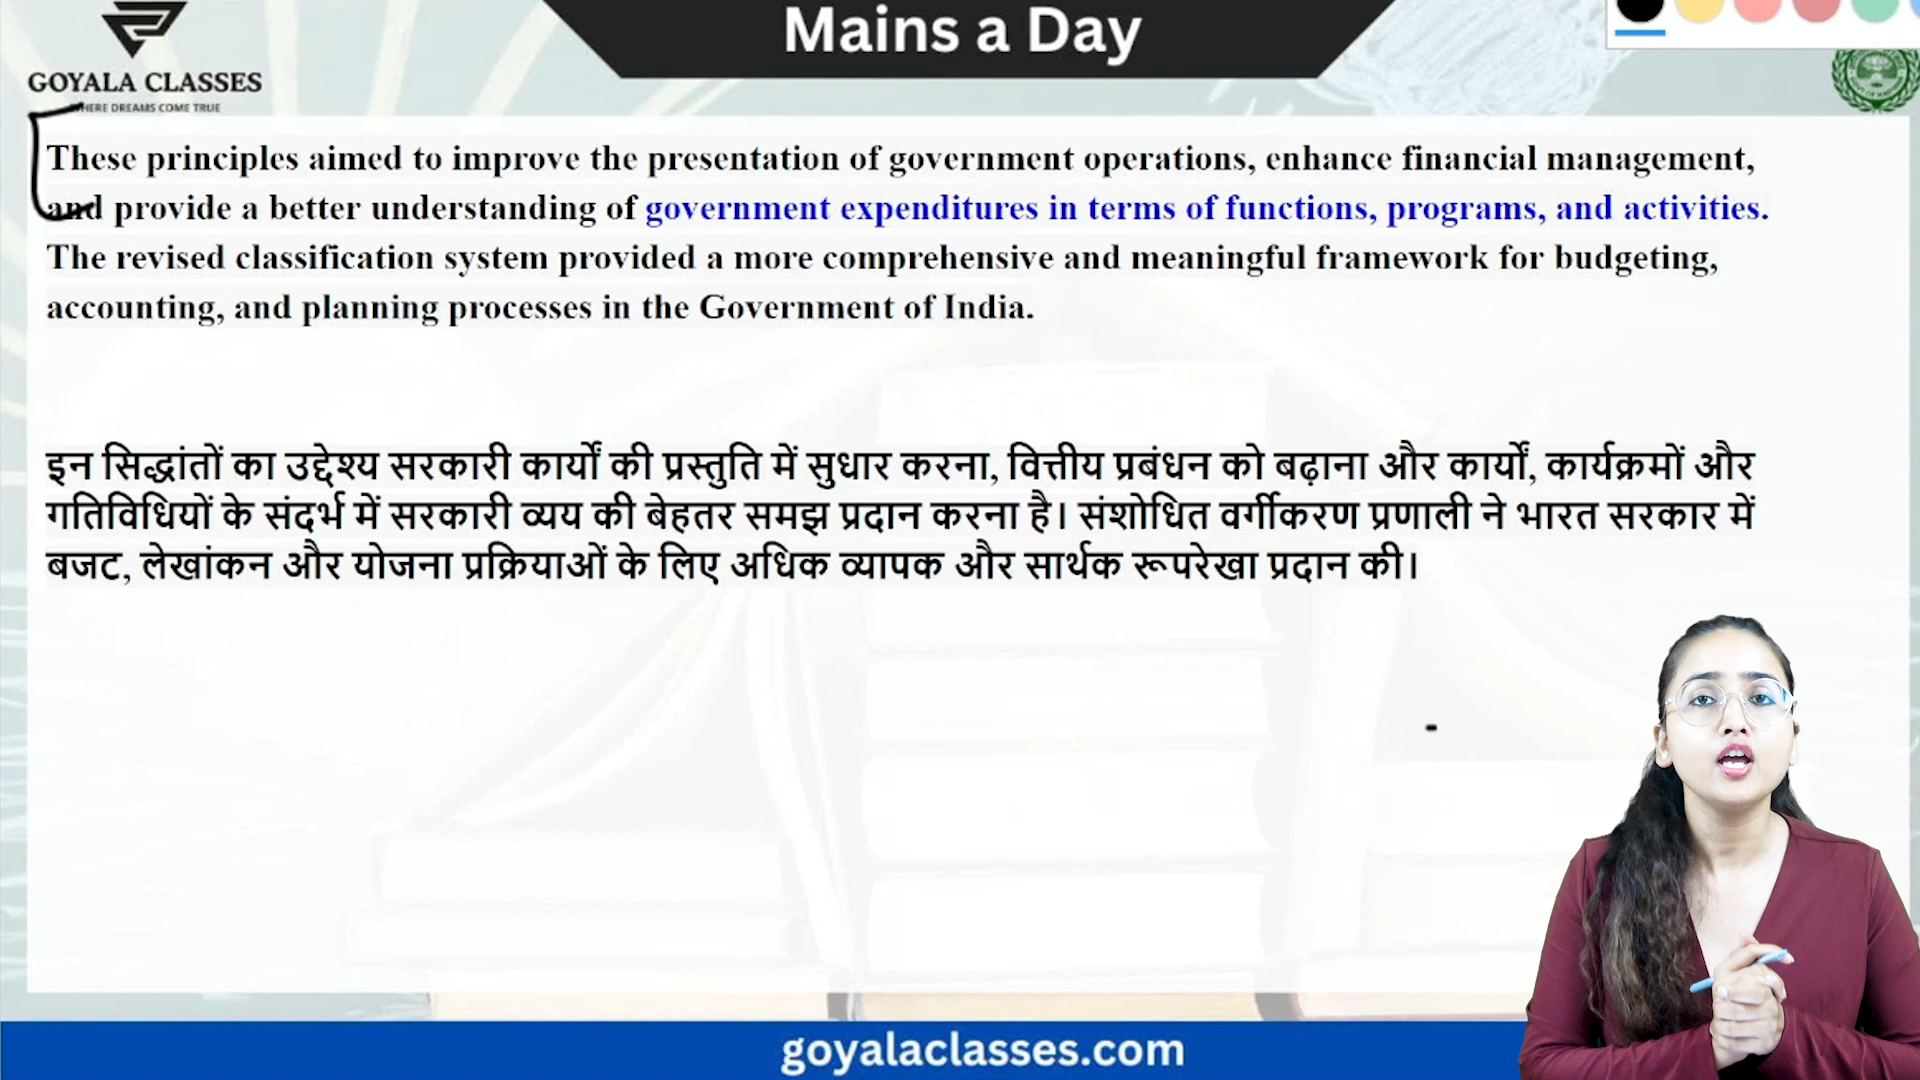 Mains a Day
GOYALA CLASSES
WHERE DREAMS COME TRUE
These principles aimed to improve the presentation of government operations, enhance financial management,
and provide a better understanding of government expenditures in terms of functions, programs, and activities.
The revised classification system provided a more comprehensive and meaningful framework for budgeting,
accounting, and planning processes in the Government of India.
इन सिद्धांतों का उद्देश्य सरकारी कार्यों की प्रस्तुति में सुधार करना, वित्तीय प्रबंधन को बढ़ाना और कार्यों, कार्यक्रमों और
गतिविधियों के संदर्भ में सरकारी व्यय की बेहतर समझ प्रदान करना है। संशोधित वर्गीकरण प्रणाली ने भारत सरकार में
बजट, लेखांकन और योजना प्रक्रियाओं के लिए अधिक व्यापक और सार्थक रूपरेखा प्रदान की।
goyalaclasses.com